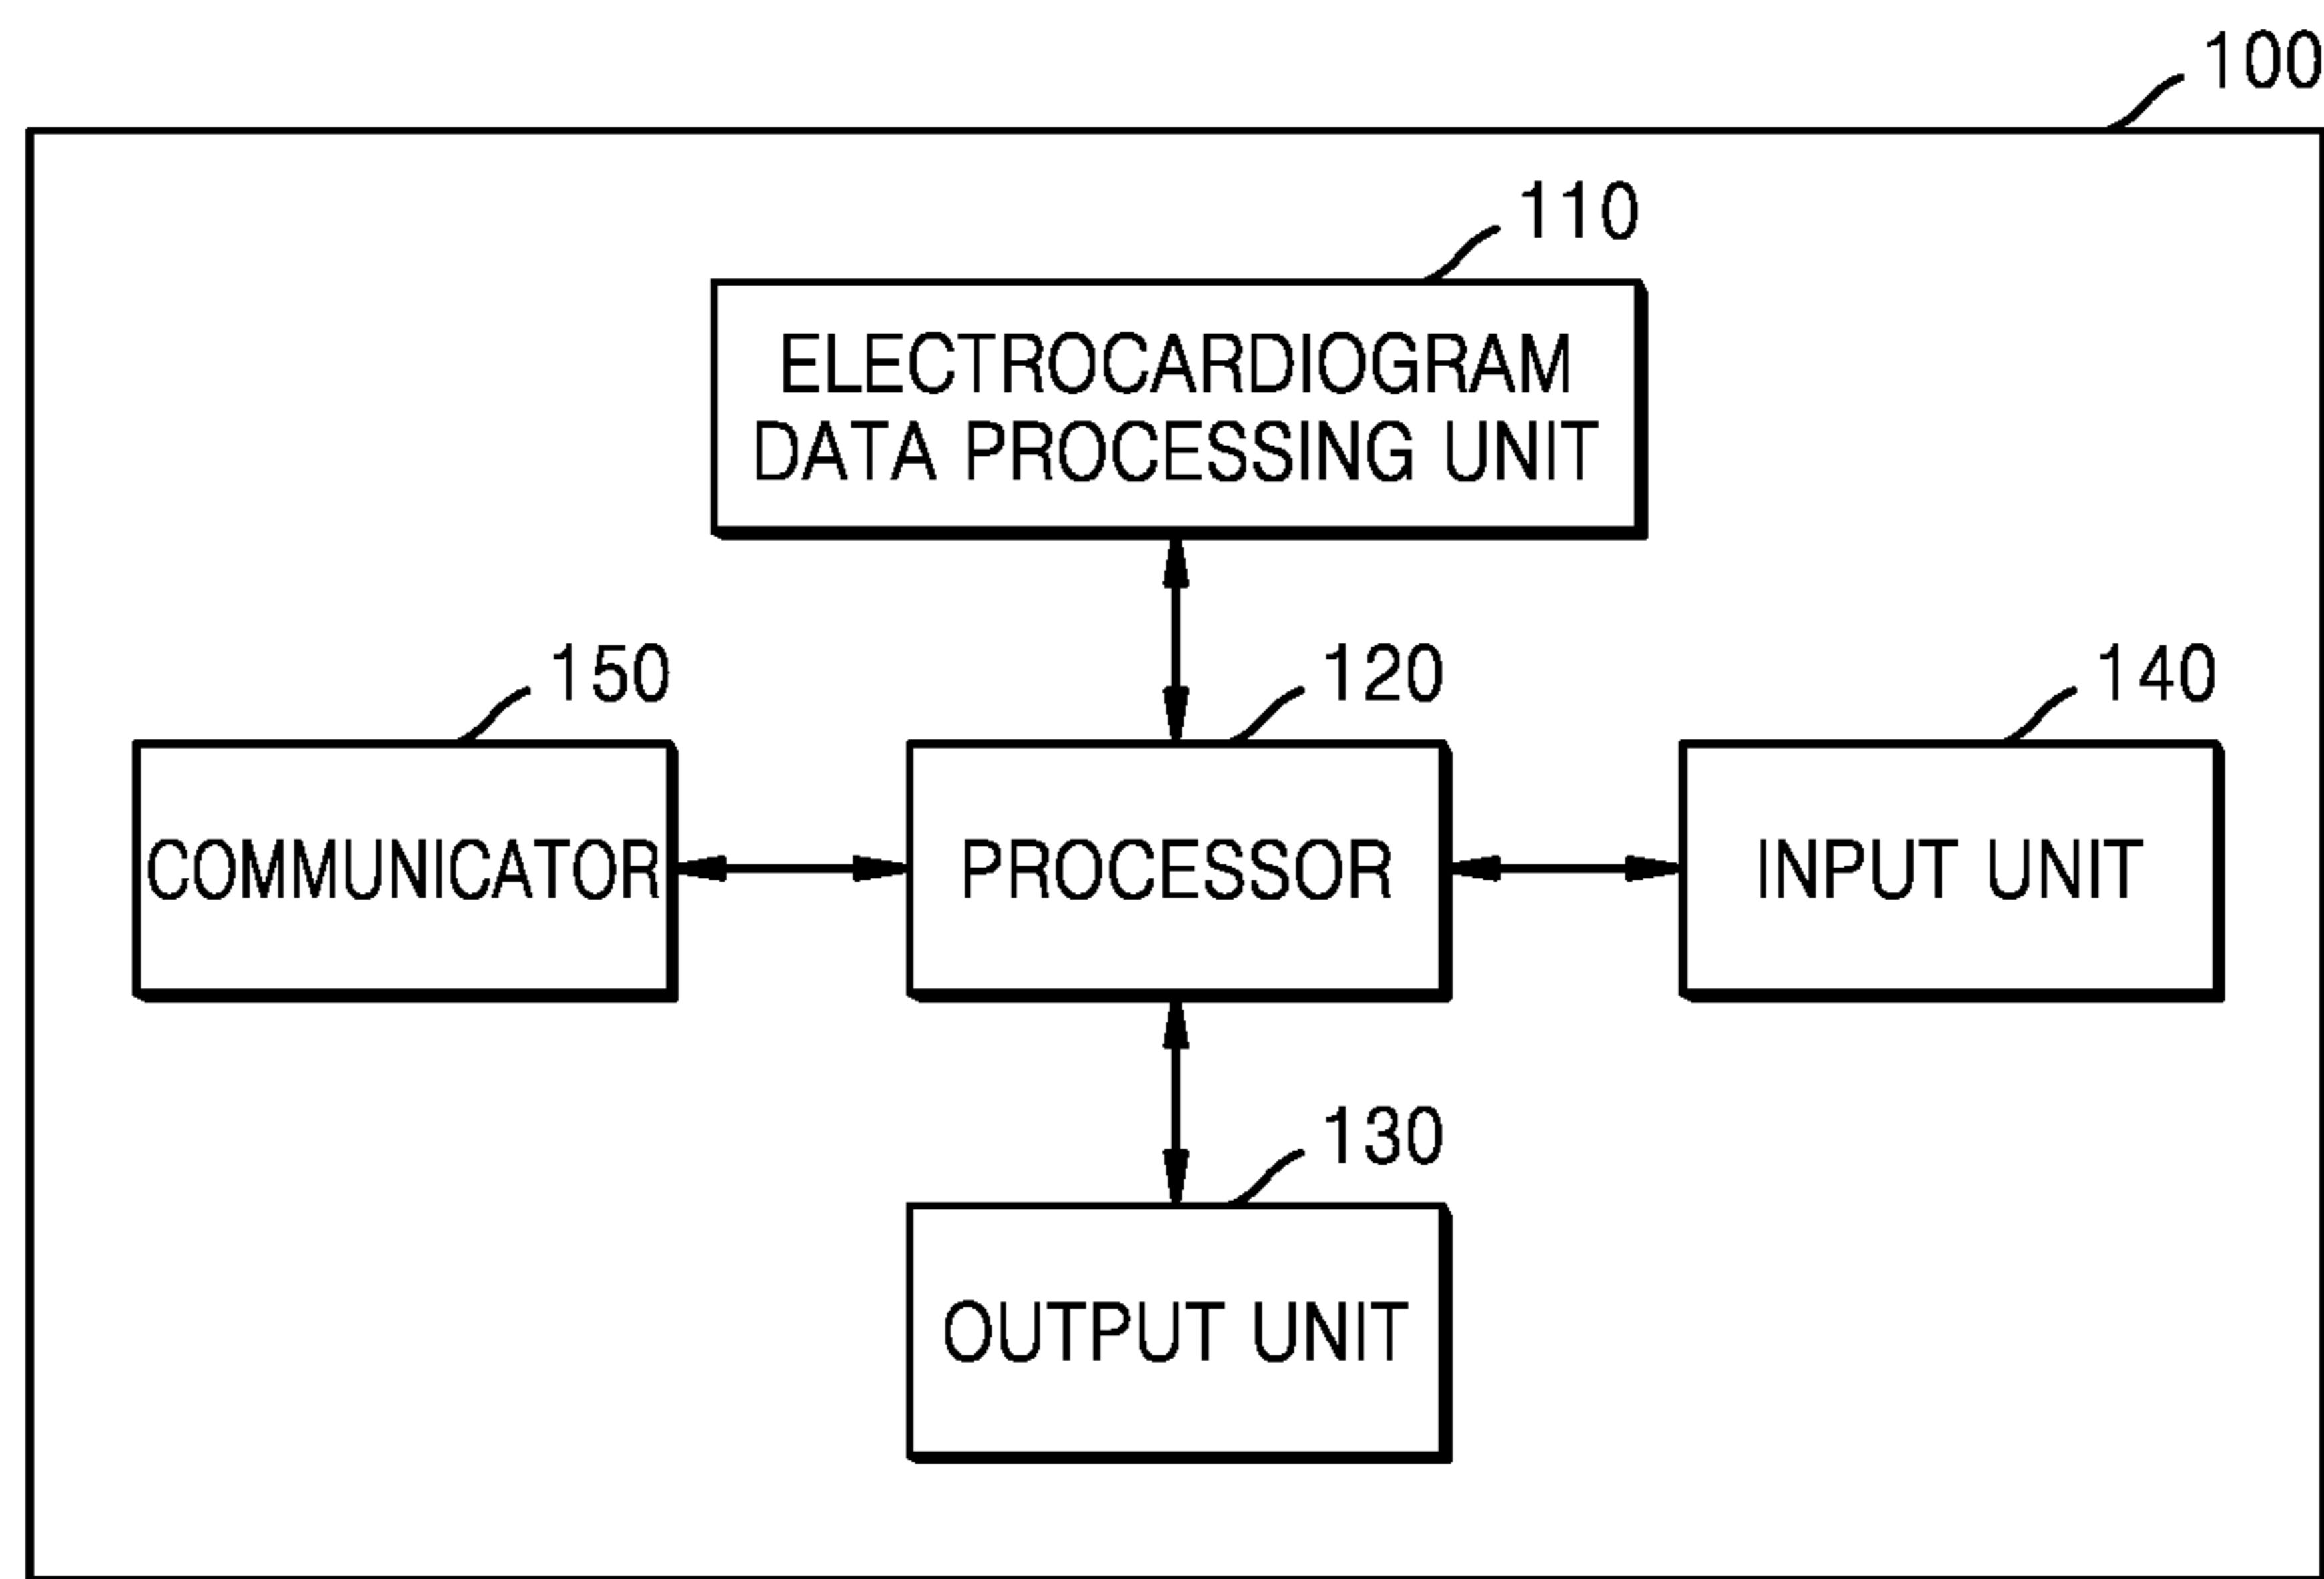 100
110
ELECTROCARDIOGRAM
DATA PROCESSING UNIT
150
120
140
COMMUNICATOR
PROCESSOR
INPUT UNIT
130
OUTPUT UNIT